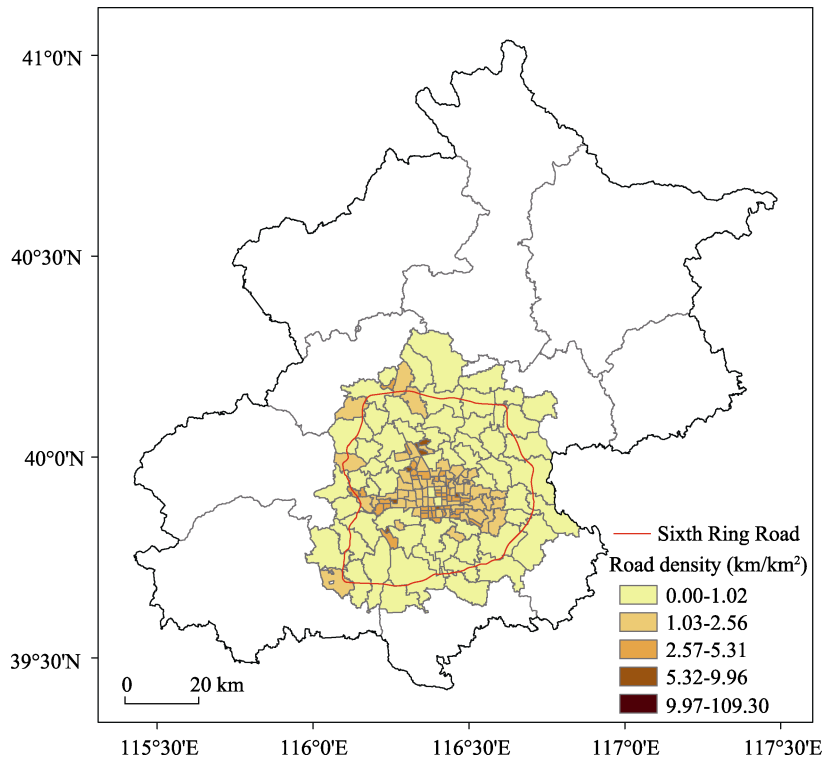 41°0'N
40°30'N
40°0'N
39°30'N
Sixth Ring Road
Road density (km/km²)
0.00-1.02
1.03-2.56
2.57-5.31
5.32-9.96
9.97-109.30
0 20 km
115°30'E 116°0'E 116°30'E 117°0'E 117°30'E